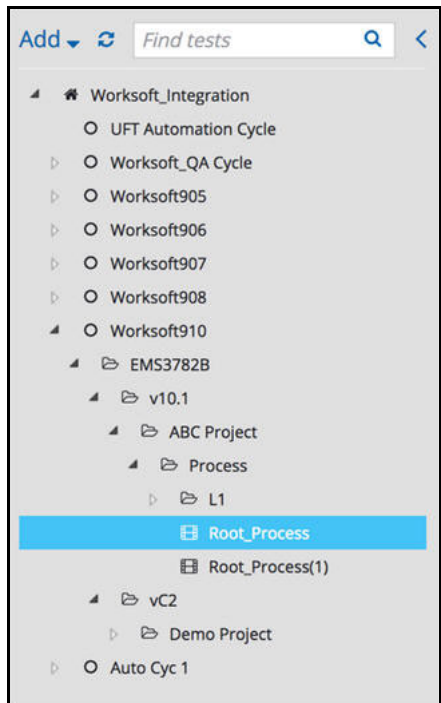 Add Find tests
Worksoft_Integration
UFT Automation Cycle
Worksoft_QA Cycle
Worksoft905
Worksoft906
Worksoft907
Worksoft908
Worksoft910
EMS3782B
v10.1
ABC Project
Process
L1
Root_Process
Root_Process(1)
vC2
Demo Project
Auto Cyc 1